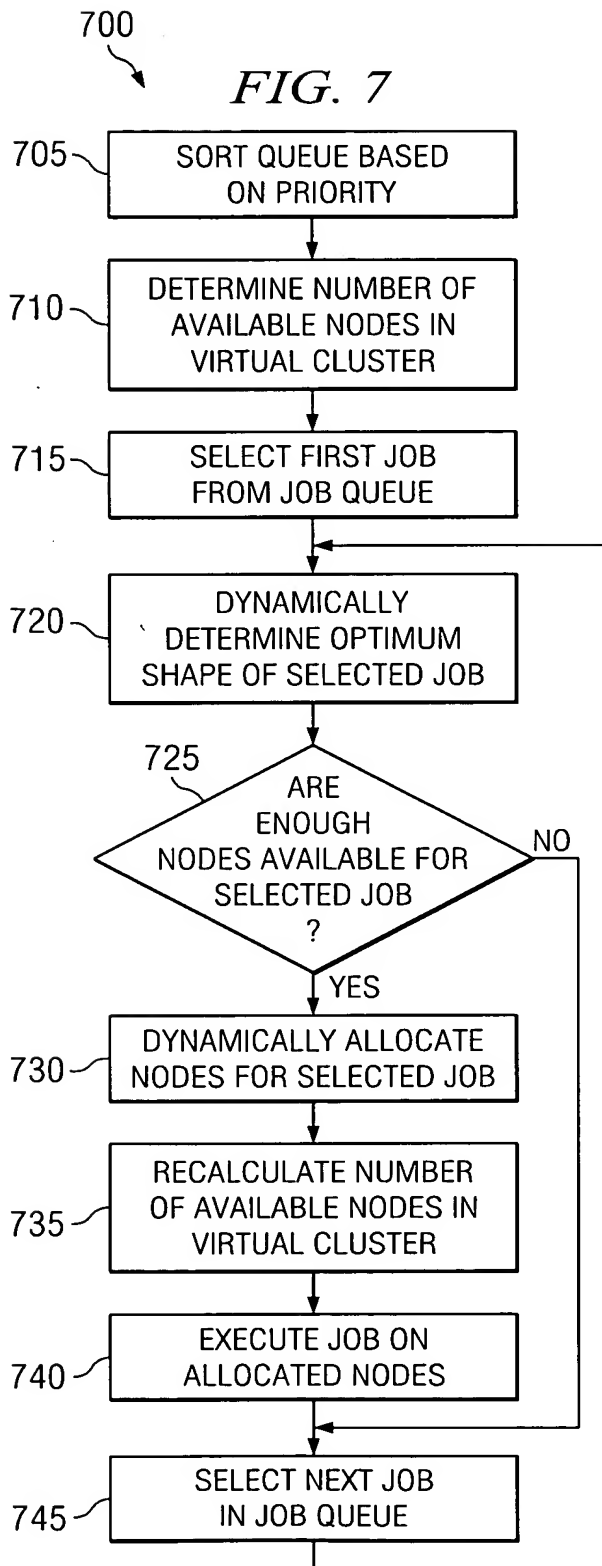 700
FIG. 7
705
SORT QUEUE BASED
ON PRIORITY
710
DETERMINE NUMBER OF
AVAILABLE NODES IN
VIRTUAL CLUSTER
715
SELECT FIRST JOB
FROM JOB QUEUE
720
DYNAMICALLY
DETERMINE OPTIMUM
SHAPE OF SELECTED JOB
725
ARE
ENOUGH
NODES AVAILABLE FOR
SELECTED JOB
?
NO
YES
730
DYNAMICALLY ALLOCATE
NODES FOR SELECTED JOB
735
RECALCULATE NUMBER
OF AVAILABLE NODES IN
VIRTUAL CLUSTER
740
EXECUTE JOB ON
ALLOCATED NODES
745
SELECT NEXT JOB
IN JOB QUEUE